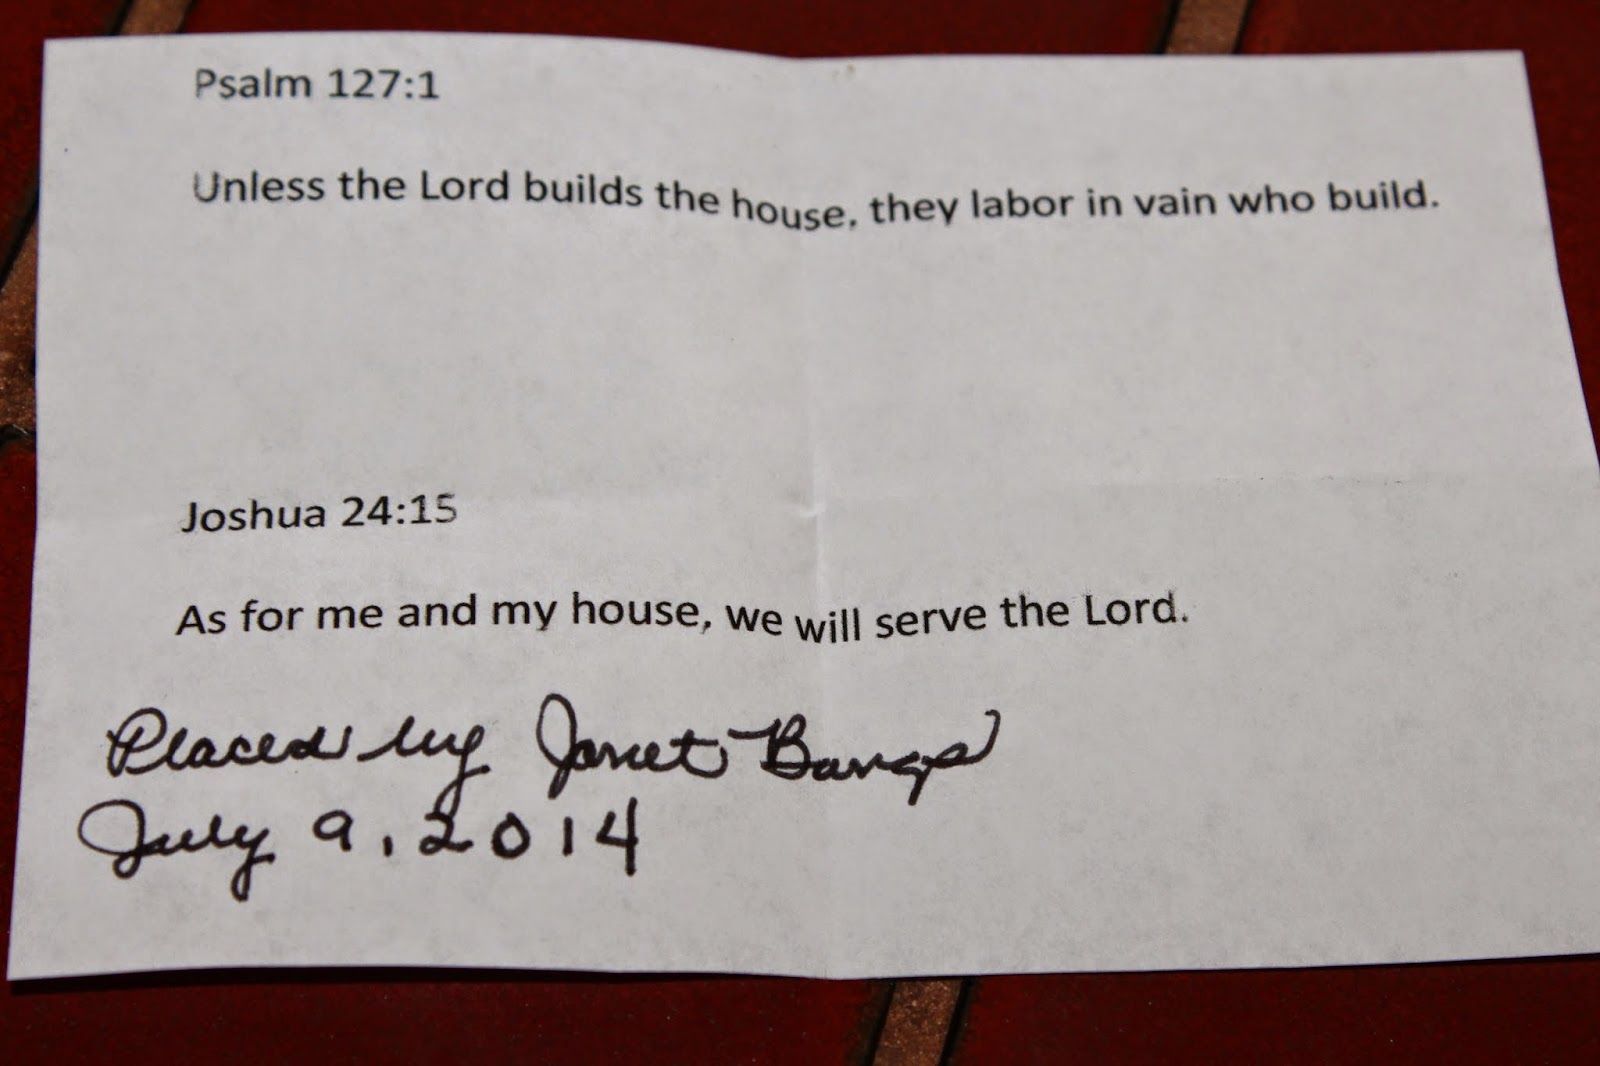 Psalm 127:1
Unless the Lord builds the house, they labor in vain who build.
Joshua 24:15
As for me and my house, we will serve the Lord.
Placed by Janet Bangs
July 9, 2014